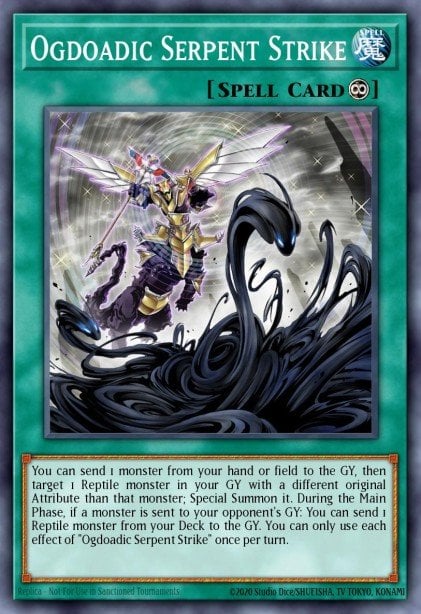 OGDOADIC SERPENT STRIKE
SPELL
魔
[SPELL CARD]
You can send 1 monster from your hand or field to the GY, then
target 1 Reptile monster in your GY with a different original
Attribute than that monster; Special Summon it. During the Main
Phase, if a monster is sent to your opponent's GY: You can send 1
Reptile monster from your Deck to the GY. You can only use each
effect of "Ogdoadic Serpent Strike" once per turn.
Replica - Not For Use in Sanctioned Tournaments
©2020 Studio Dice/SHUEISHA, TV TOKYO, KONAMI